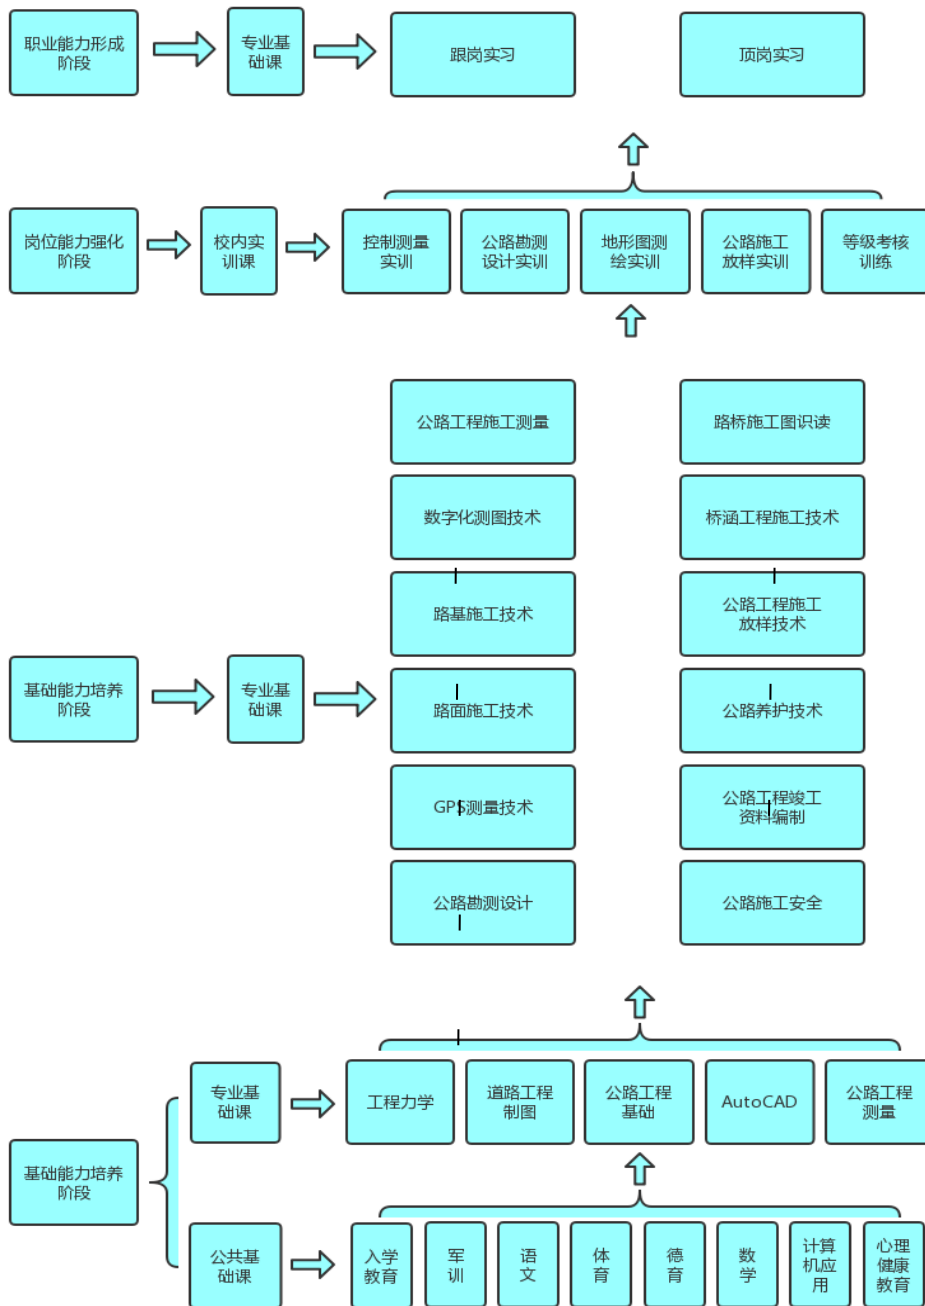 职业能力形成
阶段
专业基
础课
跟岗实习
顶岗实习
岗位能力强化
阶段
校内实
训课
控制测量
实训
公路勘测
设计实训
地形图测
绘实训
公路施工
放样实训
等级考核
训练
公路工程施工测量
路桥施工图识读
数字化测图技术
桥涵工程施工技术
路基施工技术
公路工程施工
放样技术
基础能力培养
阶段
专业基
础课
路面施工技术
公路养护技术
GPS测量技术
公路工程竣工
资料编制
公路勘测设计
公路施工安全
基础能力培养
阶段
专业基
础课
工程力学
道路工程
制图
公路工程
基础
AutoCAD
公路工程
测量
公共基
础课
入学
教育
军
训
语
文
体
育
德
育
数
学
计算
机应
用
心理
健康
教育